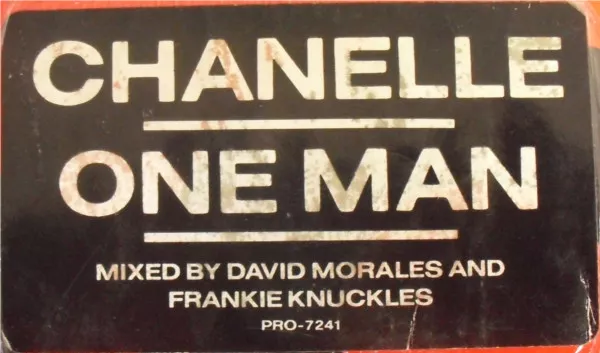 CHANELLE
ONE MAN
MIXED BY DAVID MORALES AND
FRANKIE KNUCKLES
PRO-7241